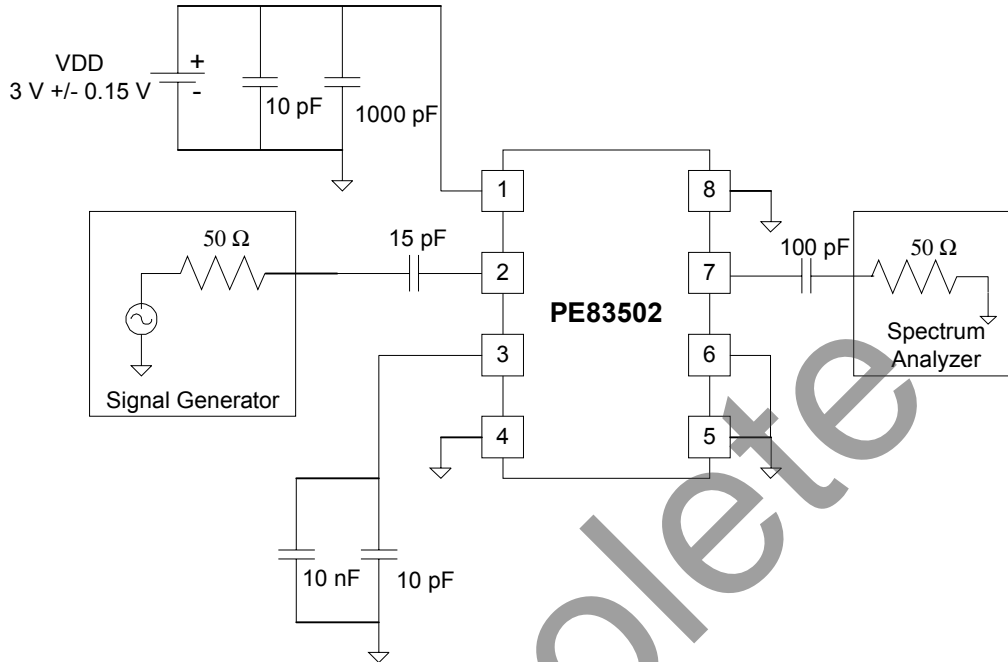 VDD
3 V +/- 0.15 V
+
-
10 pF
1000 pF
1
8
50 Ω
15 pF
2
7
100 pF
50 Ω
PE83502
3
6
Spectrum
Analyzer
Signal Generator
4
5
10 nF
10 pF
olete